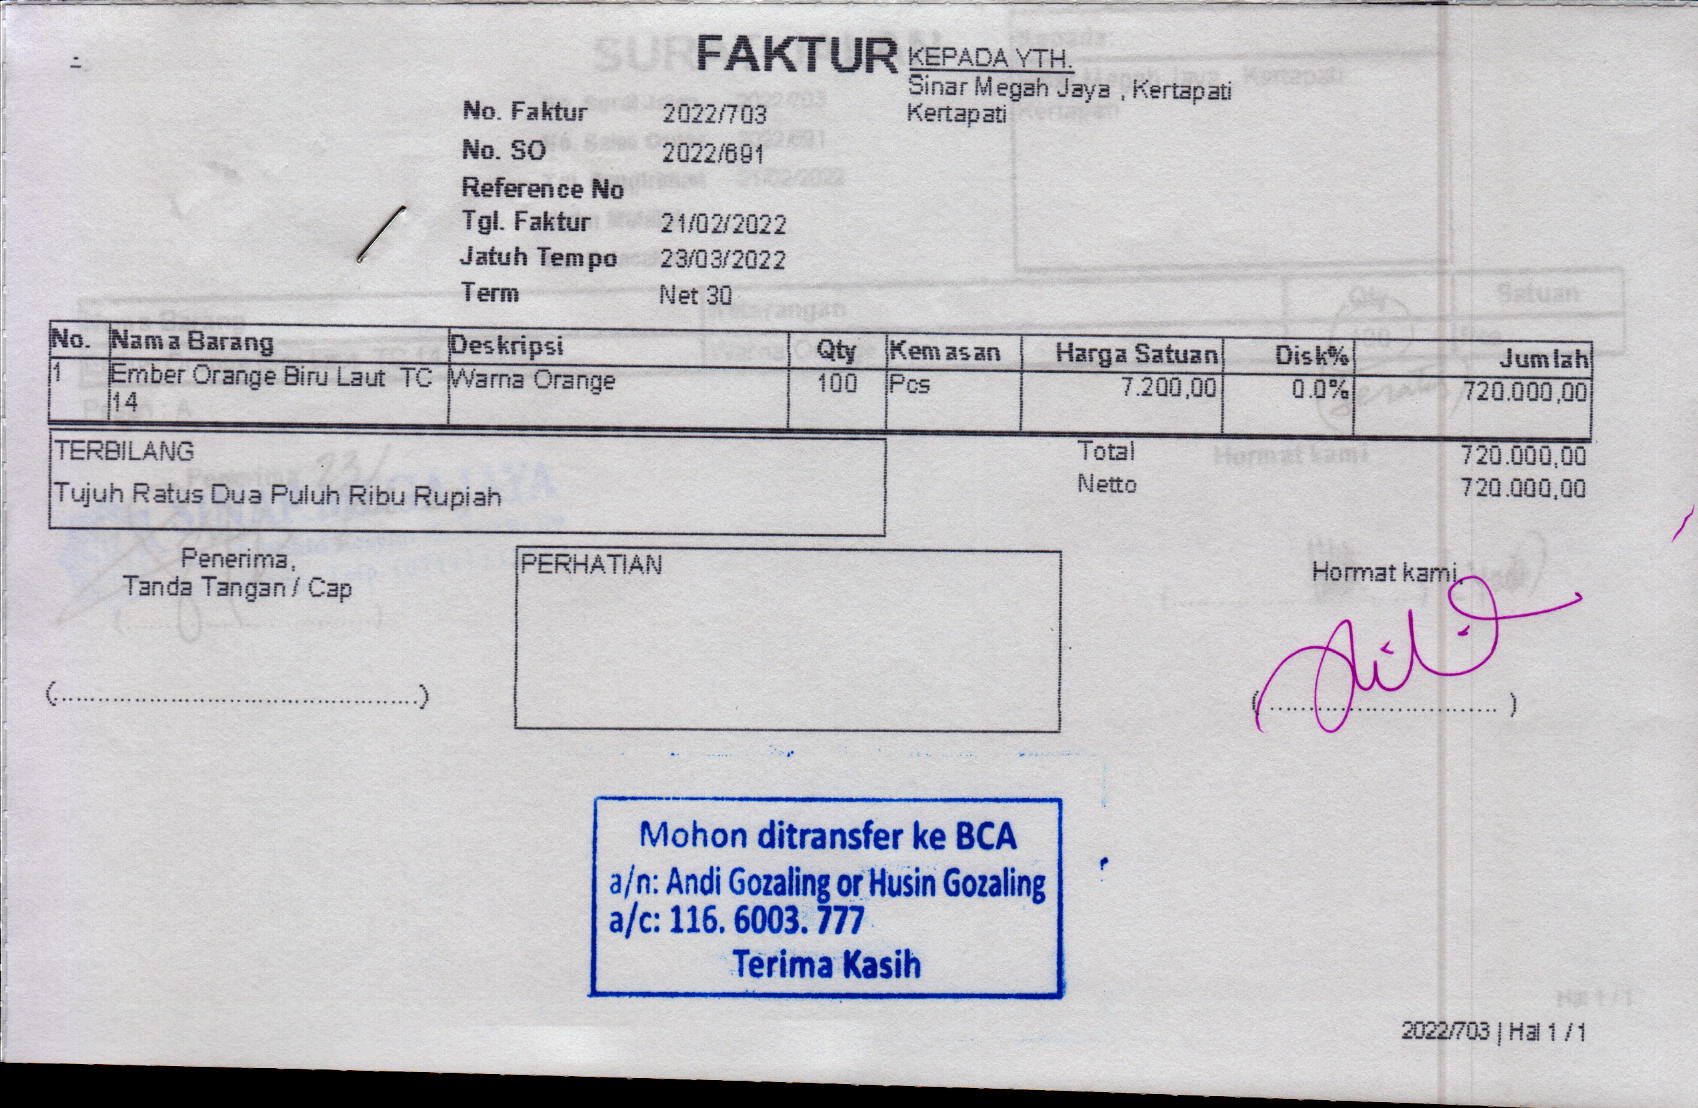 FAKTUR
KEPADA YTH.
Sinar Megah Jaya , Kertapati
Kertapati
No. Faktur 2022/703
No. SO 2022/691
Reference No
Tgl. Faktur 21/02/2022
Jatuh Tempo 23/03/2022
Term Net 30
No. Nama Barang Deskripsi Qty Kemasan Harga Satuan Disk% Jumlah
1 Ember Orange Biru Laut TC Warna Orange 100 Pcs 7.200,00 0.0% 720.000,00
14
TERBILANG
Tujuh Ratus Dua Puluh Ribu Rupiah
Total 720.000,00
Netto 720.000,00
Penerima,
Tanda Tangan / Cap
PERHATIAN
Hormat kami,
(............................................)
(............................ )
Mohon ditransfer ke BCA
a/n: Andi Gozaling or Husin Gozaling
a/c: 116. 6003. 777
Terima Kasih
2022/703 | Hal 1 / 1